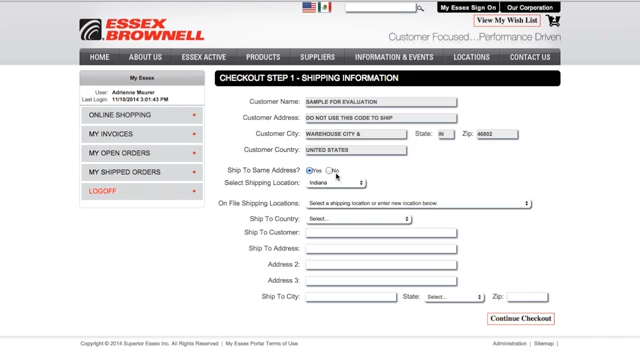 My Essex Sign On
Our Corporation
View My Wish List
ESSEX
BROWNELL
Customer Focused...Performance Driven
HOME ABOUT US ESSEX ACTIVE PRODUCTS SUPPLIERS INFORMATION & EVENTS LOCATIONS CONTACT US
My Essex
User: Adrienne Maurer
Last Login: 11/10/2014 3:01:43 PM
ONLINE SHOPPING +
MY INVOICES +
MY OPEN ORDERS +
MY SHIPPED ORDERS +
LOGOFF +
CHECKOUT STEP 1 - SHIPPING INFORMATION
Customer Name: SAMPLE FOR EVALUATION
Customer Address: DO NOT USE THIS CODE TO SHIP
Customer City: WAREHOUSE CITY & State: IN Zip: 46802
Customer Country: UNITED STATES
Ship To Same Address? Yes No
Select Shipping Location: Indiana
On File Shipping Locations: Select a shipping location or enter new location below.
Ship To Country: Select...
Ship To Customer:
Ship To Address:
Address 2:
Address 3:
Ship To City: State: Select... Zip:
Continue Checkout
Copyright © 2014 Superior Essex Inc. All Rights Reserved | My Essex Portal Terms of Use
Administration | Sitemap |